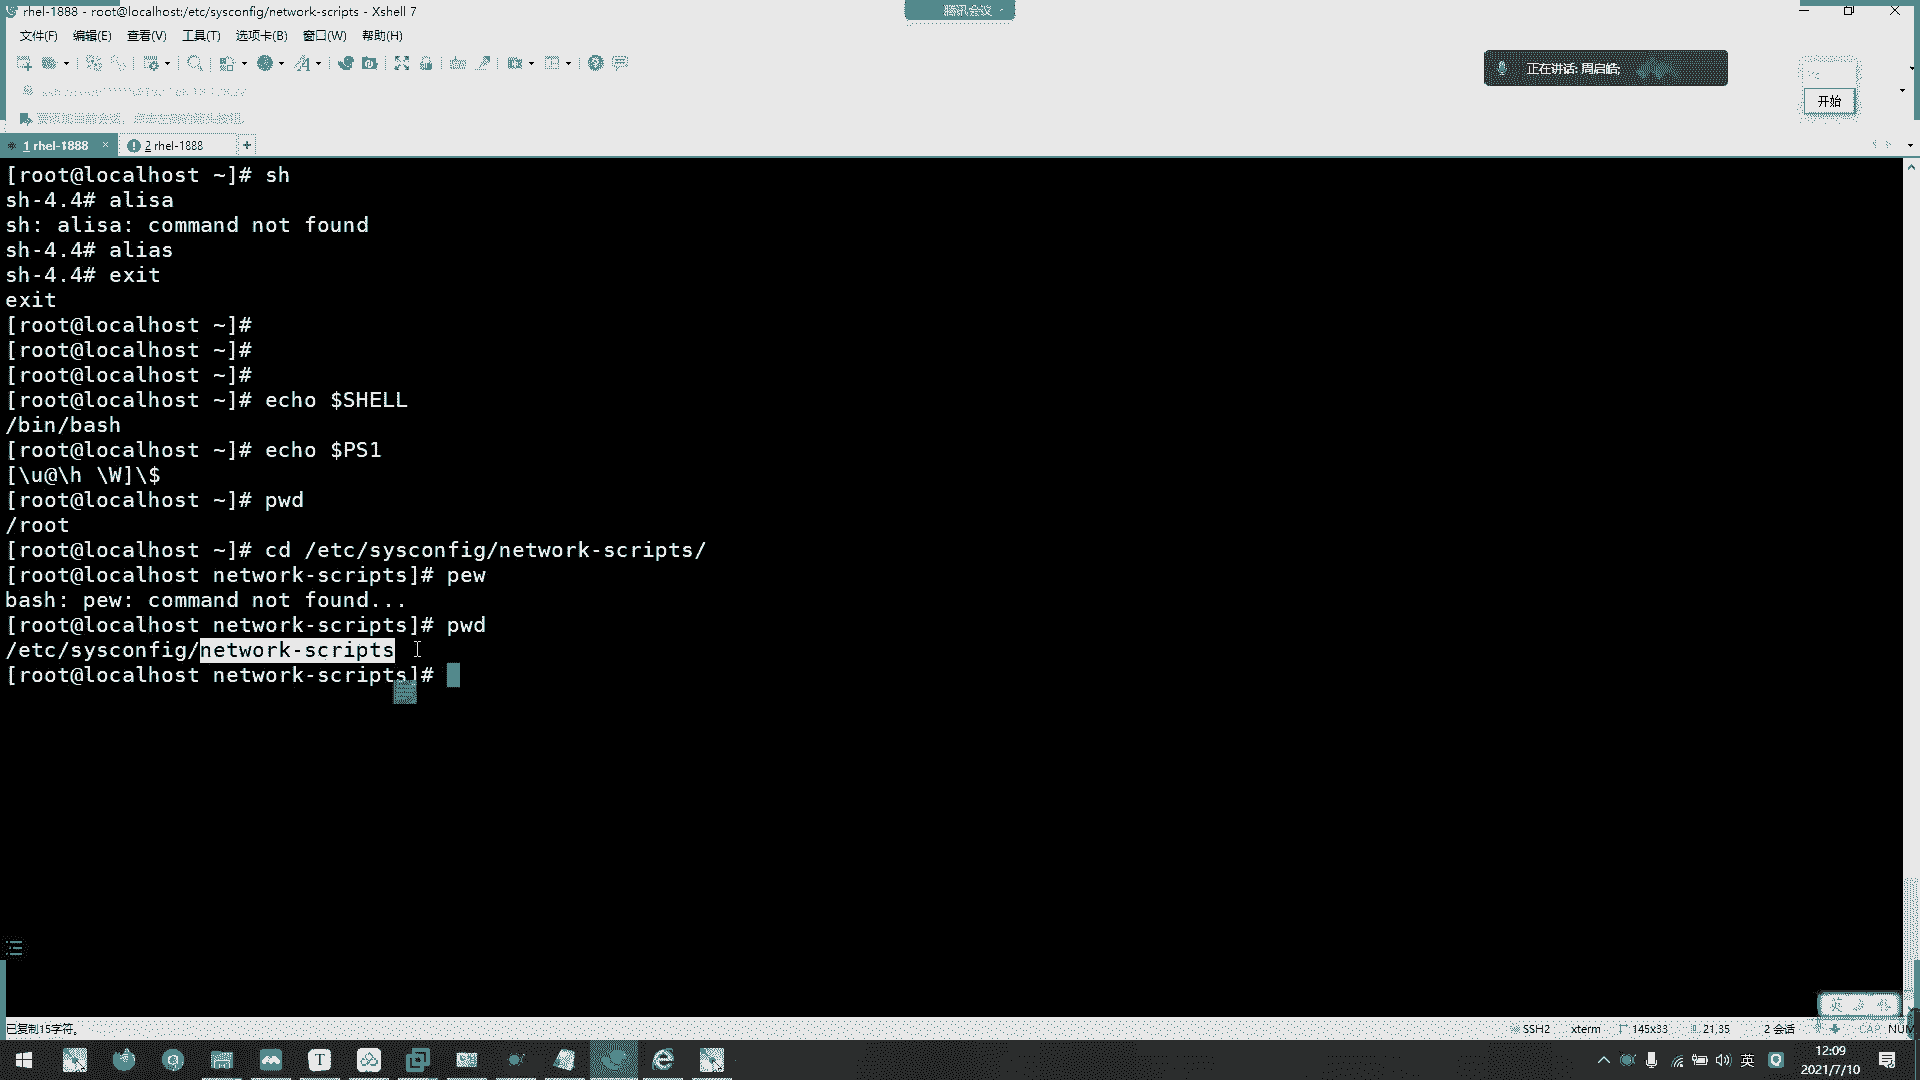 rhel-1888 - root@localhost:/etc/sysconfig/network-scripts - Xshell 7
腾讯会议
文件(F) 编辑(E) 查看(V) 工具(T) 选项卡(B) 窗口(W) 帮助(H)
正在讲话: 周启皓;
开始
1 rhel-1888 × 2 rhel-1888 +
[root@localhost ~]# sh
sh-4.4# alisa
sh: alisa: command not found
sh-4.4# alias
sh-4.4# exit
exit
[root@localhost ~]#
[root@localhost ~]#
[root@localhost ~]#
[root@localhost ~]# echo $SHELL
/bin/bash
[root@localhost ~]# echo $PS1
[\u@\h \W]\$
[root@localhost ~]# pwd
/root
[root@localhost ~]# cd /etc/sysconfig/network-scripts/
[root@localhost network-scripts]# pew
bash: pew: command not found...
[root@localhost network-scripts]# pwd
/etc/sysconfig/network-scripts
[root@localhost network-scripts]#
英
已复制15字符。 SSH2 xterm 145x33 21,35 2 会话 CAP NUM
英 12:09
2021/7/10